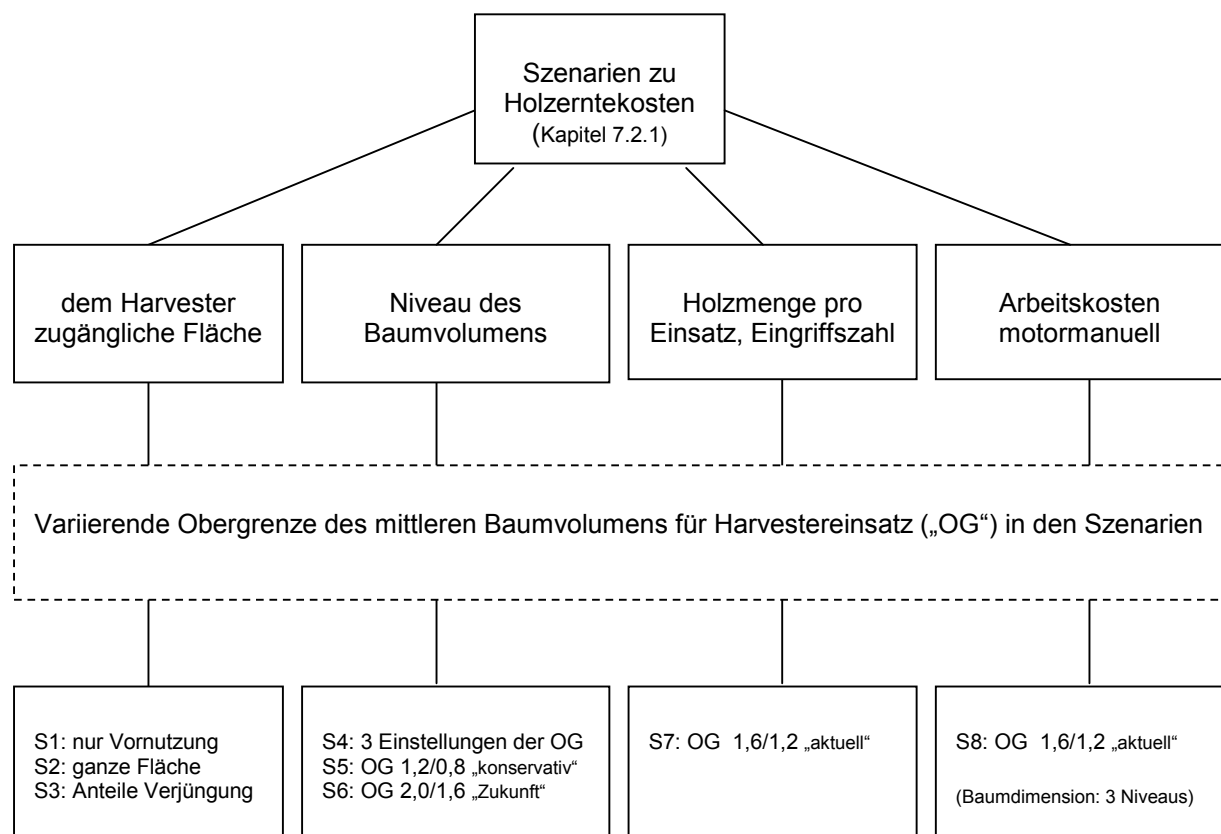 Szenarien zu
Holzerntekosten
(Kapitel 7.2.1)
dem Harvester
zugängliche Fläche
Niveau des
Baumvolumens
Holzmenge pro
Einsatz, Eingriffszahl
Arbeitskosten
motormanuell
Variierende Obergrenze des mittleren Baumvolumens für Harvestereinsatz („OG“) in den Szenarien
S1: nur Vornutzung
S2: ganze Fläche
S3: Anteile Verjüngung
S4: 3 Einstellungen der OG
S5: OG 1,2/0,8 „konservativ“
S6: OG 2,0/1,6 „Zukunft“
S7: OG 1,6/1,2 „aktuell“
S8: OG 1,6/1,2 „aktuell“
(Baumdimension: 3 Niveaus)